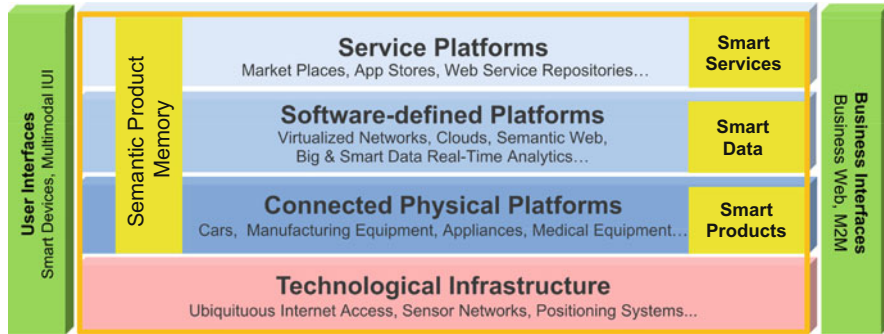 User Interfaces
Smart Devices, Multimodal IUI
Semantic Product
Memory
Service Platforms
Market Places, App Stores, Web Service Repositories…
Smart
Services
Software-defined Platforms
Virtualized Networks, Clouds, Semantic Web,
Big & Smart Data Real-Time Analytics…
Smart
Data
Connected Physical Platforms
Cars, Manufacturing Equipment, Appliances, Medical Equipment…
Smart
Products
Technological Infrastructure
Ubiquituous Internet Access, Sensor Networks, Positioning Systems...
Business Interfaces
Business Web, M2M